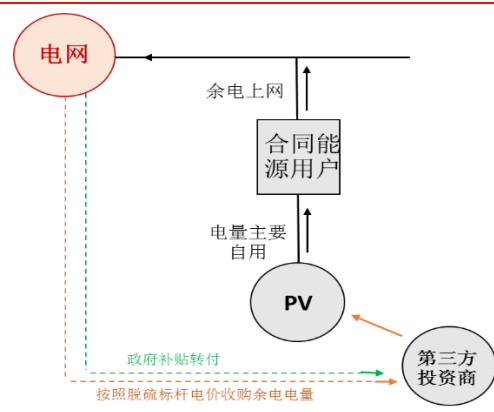 电网
余电上网
合同能
源用户
电量主要
自用
PV
政府补贴转付
第三方
投资商
按照脱硫标杆电价收购余电电量